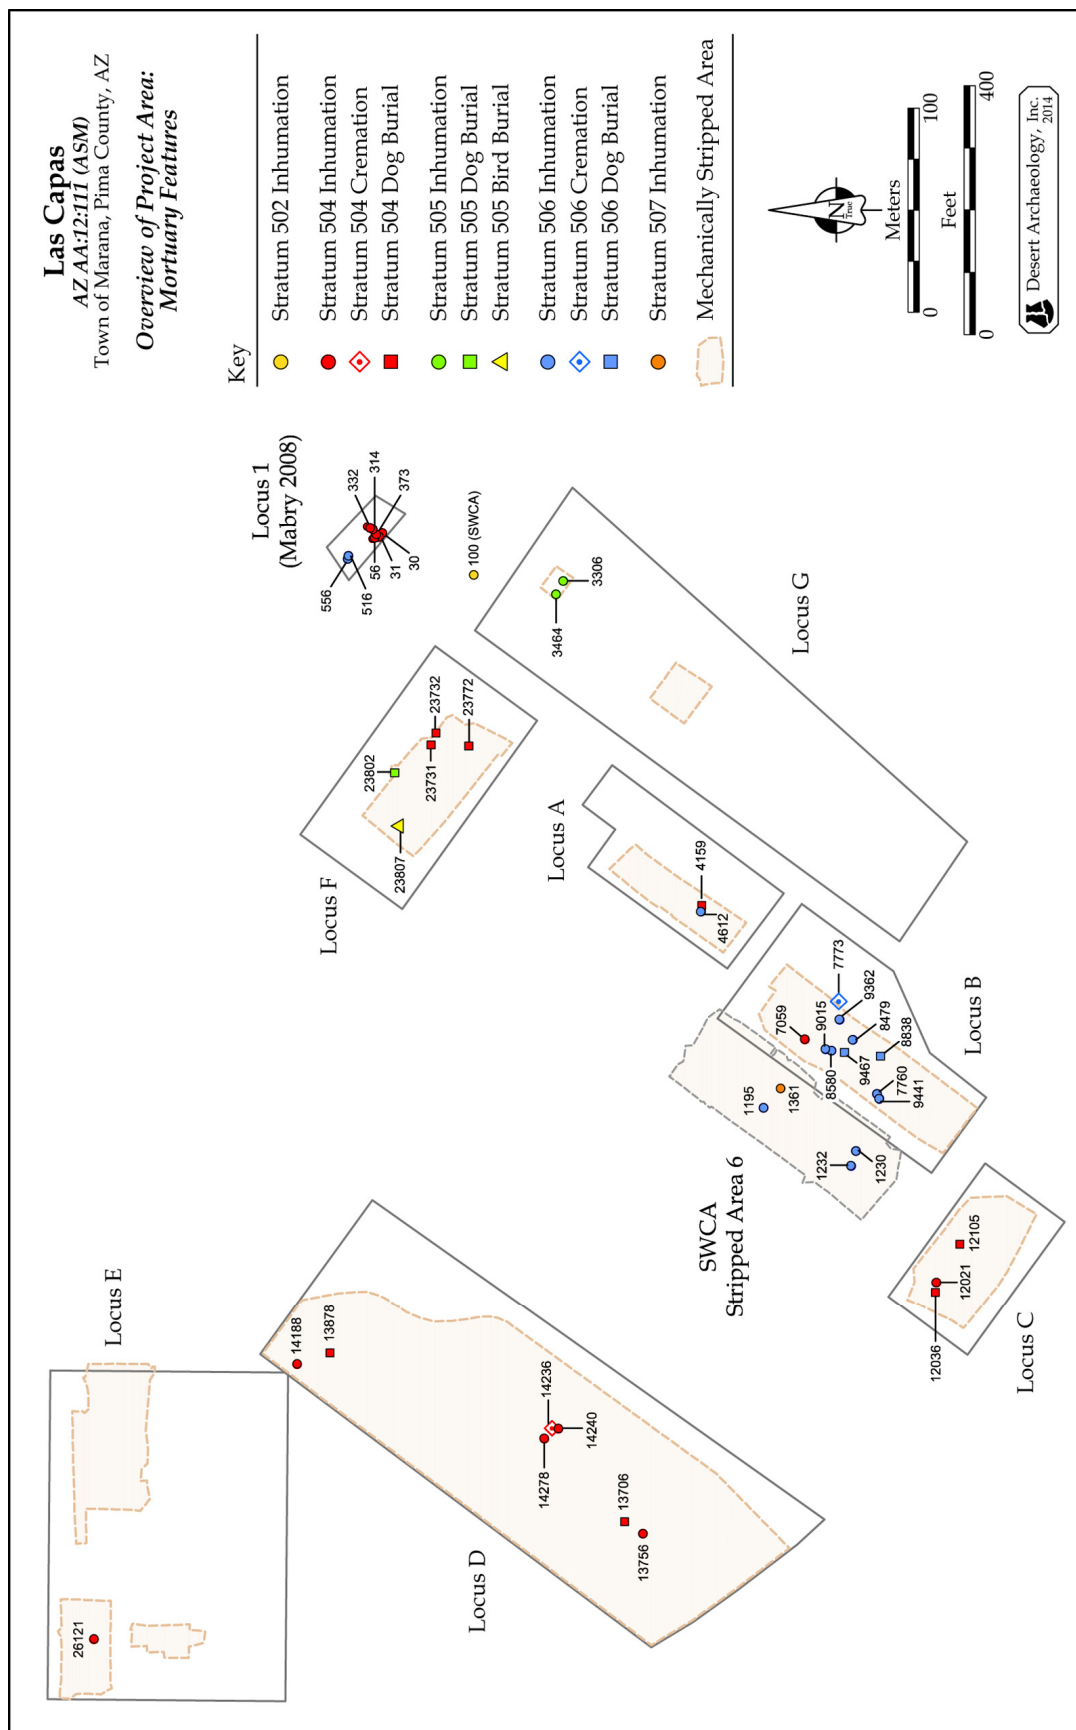 Las Capas
AZ AA:12:111 (ASM)
Town of Marana, Pima County, AZ
Overview of Project Area:
Mortuary Features
Key
Stratum 502 Inhumation
Stratum 504 Inhumation
Stratum 504 Cremation
Stratum 504 Dog Burial
Stratum 505 Inhumation
Stratum 505 Dog Burial
Stratum 505 Bird Burial
Stratum 506 Inhumation
Stratum 506 Cremation
Stratum 506 Dog Burial
Stratum 507 Inhumation
Mechanically Stripped Area
N
True
Meters
0
100
Feet
0
400
Desert Archaeology, Inc.
2014
Locus 1
(Mabry 2008)
332
314
373
556
516
56
31
30
100 (SWCA)
3464
3306
Locus G
Locus F
23802
23731
23732
23772
23807
Locus A
4159
4612
7773
9362
8479
8838
7059
9015
8580
9467
7760
9441
Locus B
1195
1361
1232
1230
SWCA
Stripped Area 6
12105
12021
12036
Locus C
Locus E
26121
14188
13878
14236
14240
14278
13706
13756
Locus D